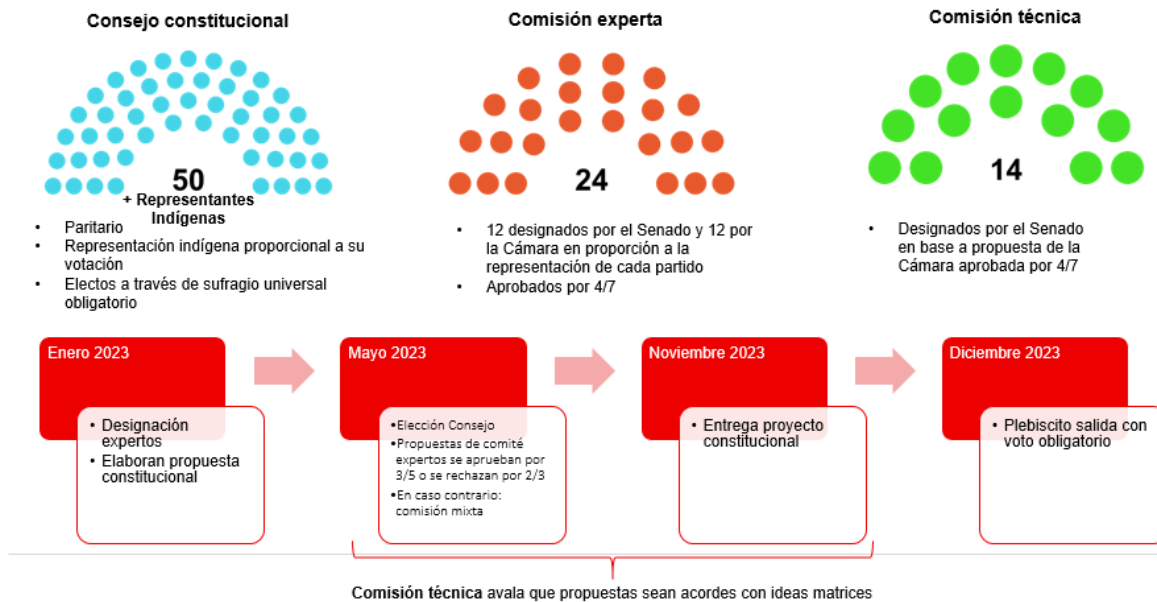 Consejo constitucional
50
+ Representantes
Indígenas
• Paritario
• Representación indígena proporcional a su
votación
• Electos a través de sufragio universal
obligatorio
Comisión experta
24
• 12 designados por el Senado y 12 por
la Cámara en proporción a la
representación de cada partido
• Aprobados por 4/7
Comisión técnica
14
• Designados por el Senado
en base a propuesta de la
Cámara aprobada por 4/7
Enero 2023
• Designación
expertos
• Elaboran propuesta
constitucional
Mayo 2023
•Elección Consejo
•Propuestas de comité
expertos se aprueban por
3/5 o se rechazan por 2/3
•En caso contrario:
comisión mixta
Noviembre 2023
• Entrega proyecto
constitucional
Diciembre 2023
• Plebiscito salida con
voto obligatorio
Comisión técnica avala que propuestas sean acordes con ideas matrices